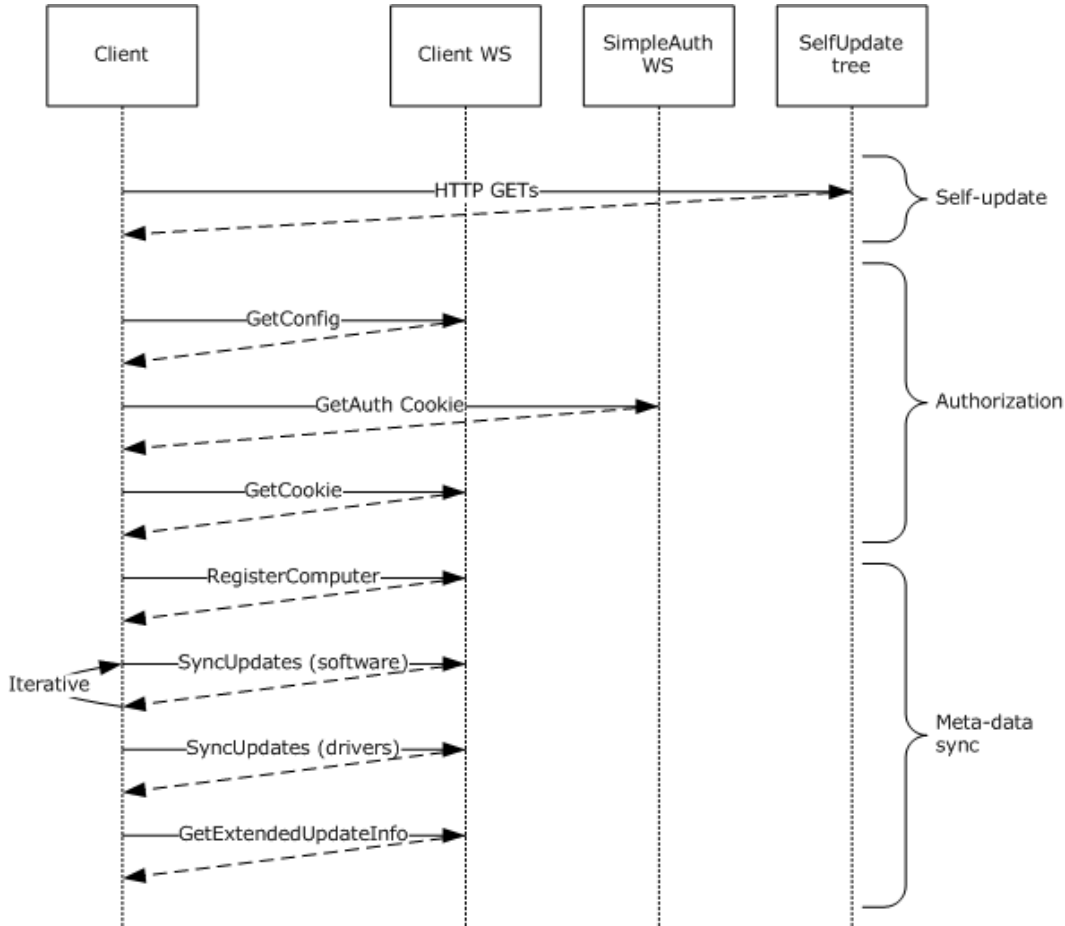 Client
Client WS
SimpleAuth
WS
SelfUpdate
tree
HTTP GETs
Self-update
GetConfig
GetAuth Cookie
Authorization
GetCookie
RegisterComputer
SyncUpdates (software)
Iterative
Meta-data
sync
SyncUpdates (drivers)
GetExtendedUpdateInfo